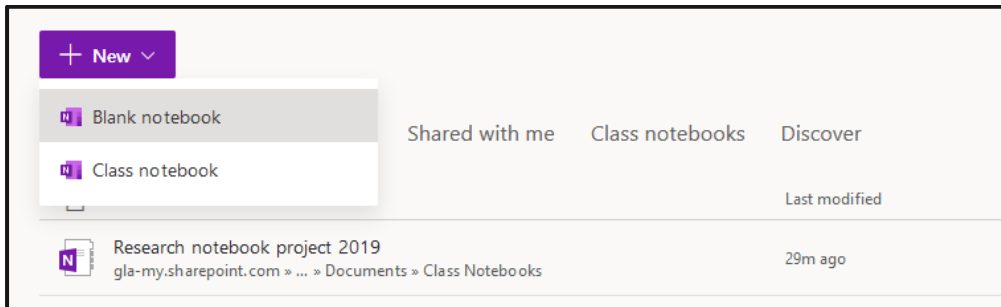 New
Blank notebook
Class notebook
Shared with me Class notebooks Discover
Last modified
Research notebook project 2019
29m ago
gla-my.sharepoint.com » ... » Documents » Class Notebooks